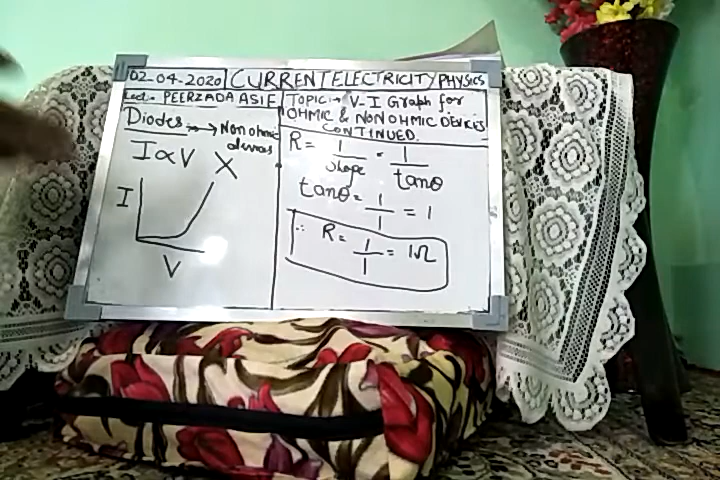 02-04-2020 CURRENT ELECTRICITY PHYSICS
Lect:- PEERZADA ASIF
Diodes → Non ohmic
devices
I∝V X
I
V
TOPIC:- V-I Graph for
OHMIC & NON OHMIC DEVICES
CONTINUED.
R = 1/Slope = 1/tanθ
tanθ = 1/1 = 1
∴ R = 1/1 = 1Ω